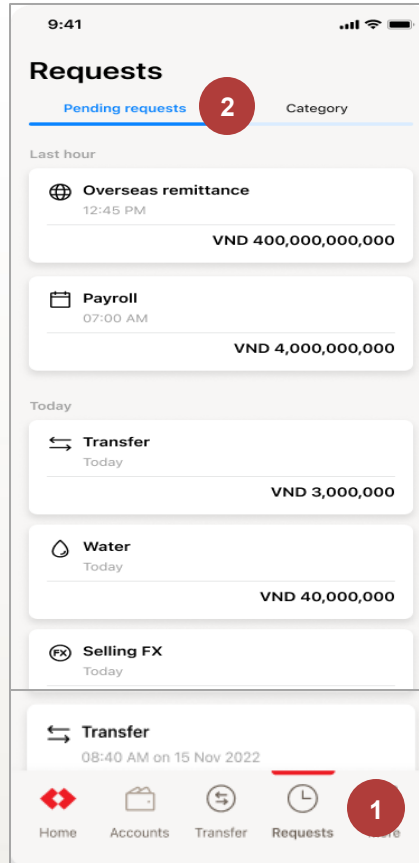 9:41
Requests
Pending requests 2 Category
Last hour
Overseas remittance
12:45 PM
VND 400,000,000,000
Payroll
07:00 AM
VND 4,000,000,000
Today
Transfer
Today
VND 3,000,000
Water
Today
VND 40,000,000
FX Selling FX
Today
Transfer
08:40 AM on 15 Nov 2022
1
Home Accounts Transfer Requests